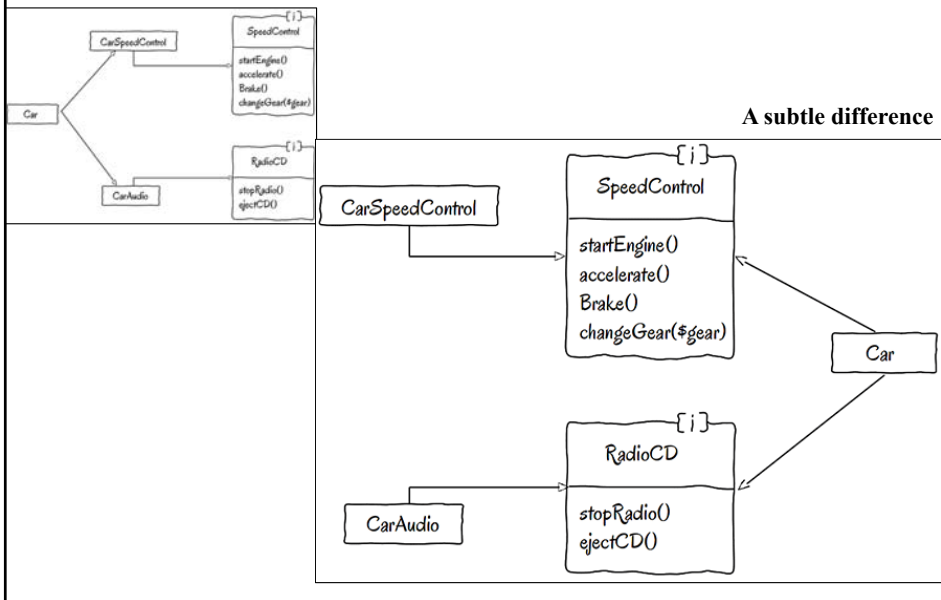 [i]
SpeedControl
CarSpeedControl
startEngine()
accelerate()
Brake()
changeGear($gear)
Car
[i]
RadioCD
CarAudio
stopRadio()
ejectCD()
A subtle difference
[i]
SpeedControl
CarSpeedControl
startEngine()
accelerate()
Brake()
changeGear($gear)
Car
[i]
RadioCD
CarAudio
stopRadio()
ejectCD()